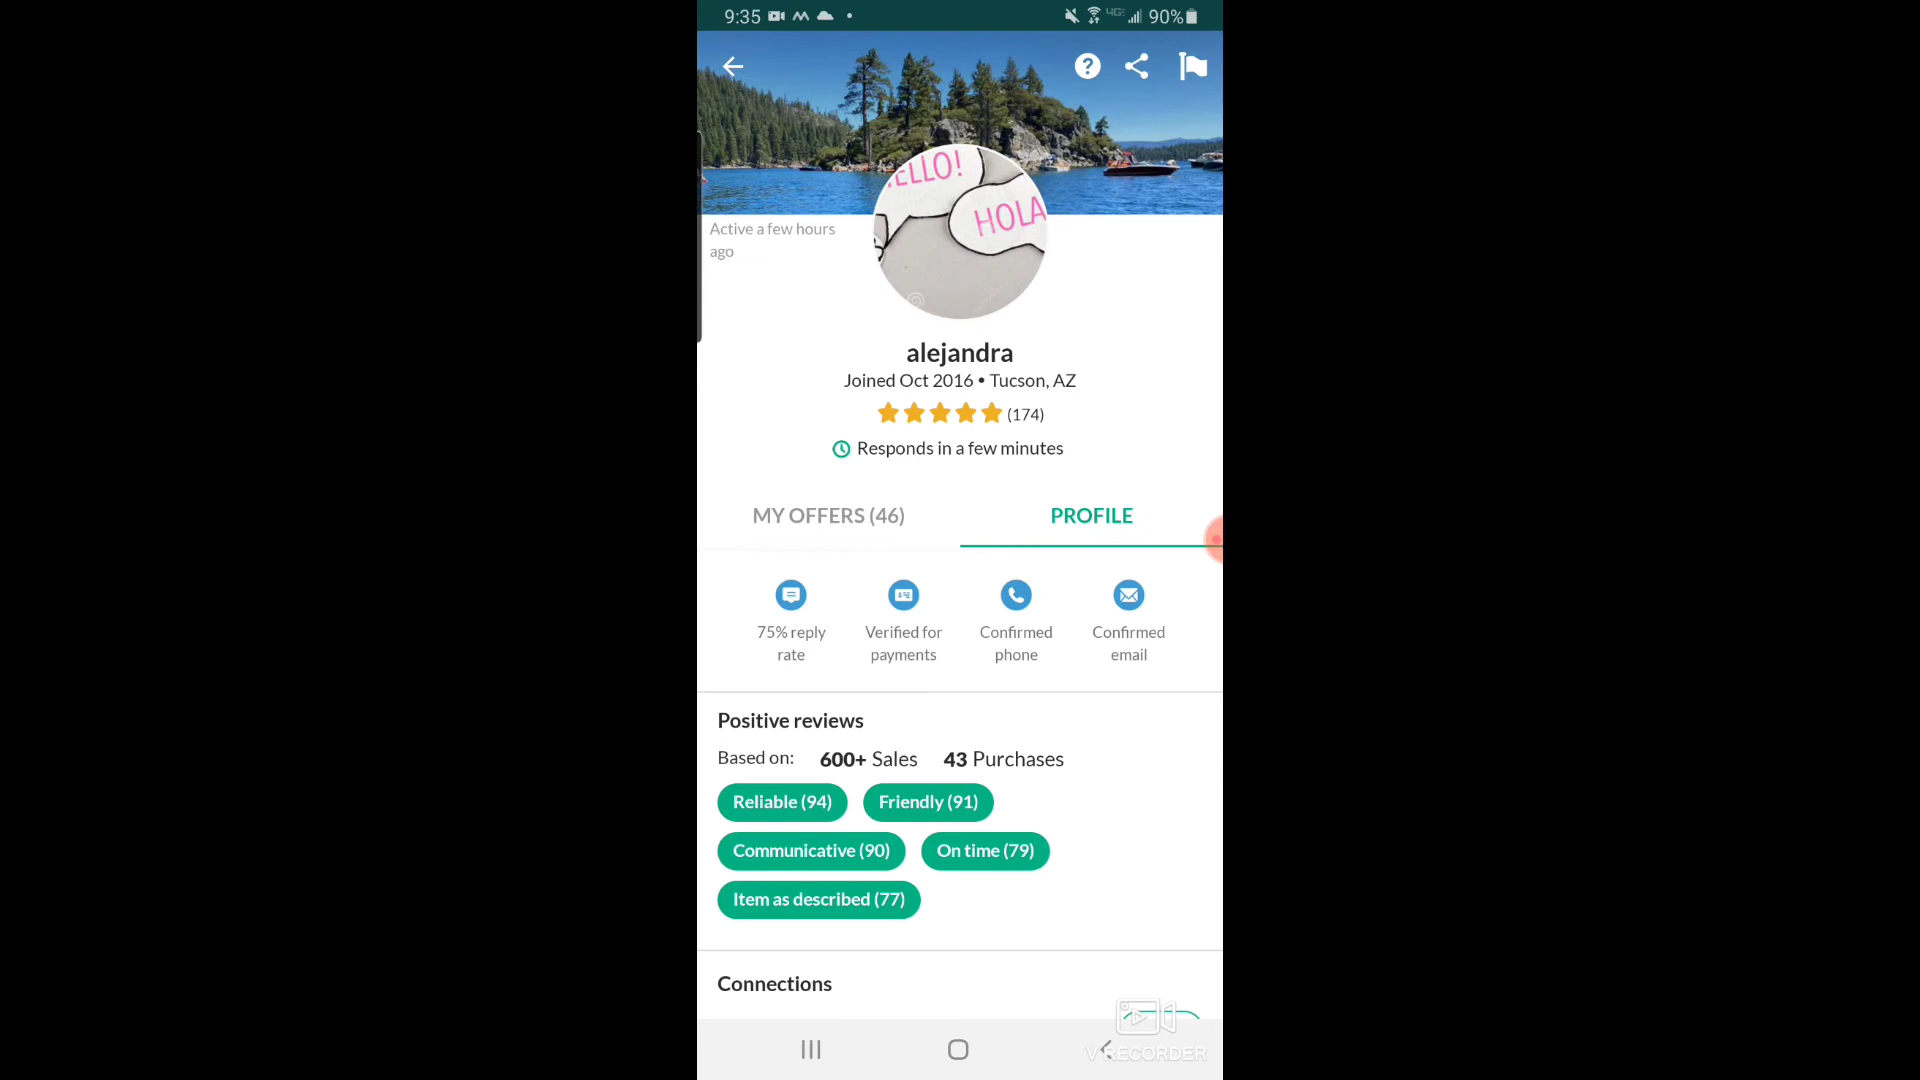 9:35
4G
90%
ELLO!
HOLA
Active a few hours
ago
alejandra
Joined Oct 2016 • Tucson, AZ
(174)
Responds in a few minutes
MY OFFERS (46)
PROFILE
75% reply
rate
Verified for
payments
Confirmed
phone
Confirmed
email
Positive reviews
Based on: 600+ Sales 43 Purchases
Reliable (94)
Friendly (91)
Communicative (90)
On time (79)
Item as described (77)
Connections
V RECORDER